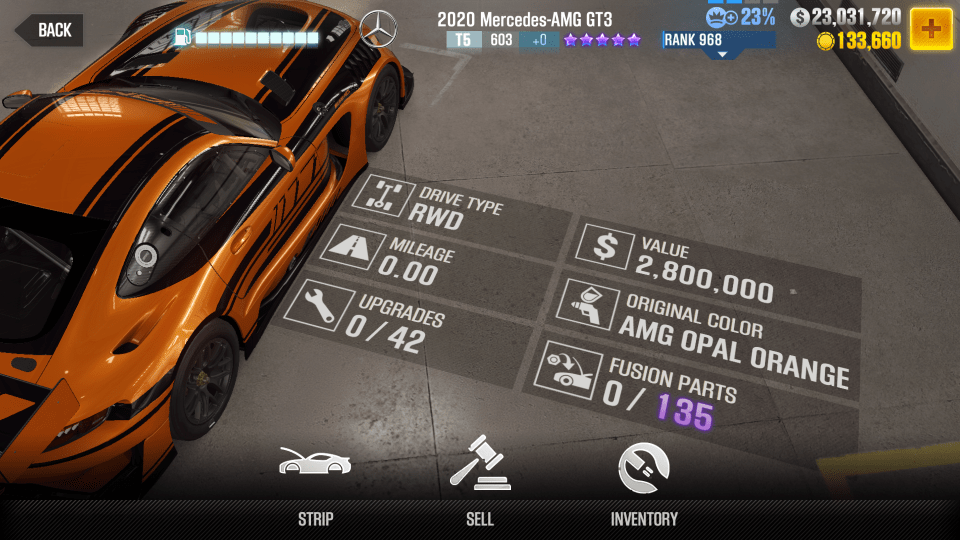 BACK
2020 Mercedes-AMG GT3
T5 603 +0
23%
RANK 968
23,031,720
133,660
DRIVE TYPE
RWD
MILEAGE
0.00
UPGRADES
0/42
$ VALUE
2,800,000
ORIGINAL COLOR
AMG OPAL ORANGE
FUSION PARTS
0/135
STRIP
SELL
INVENTORY